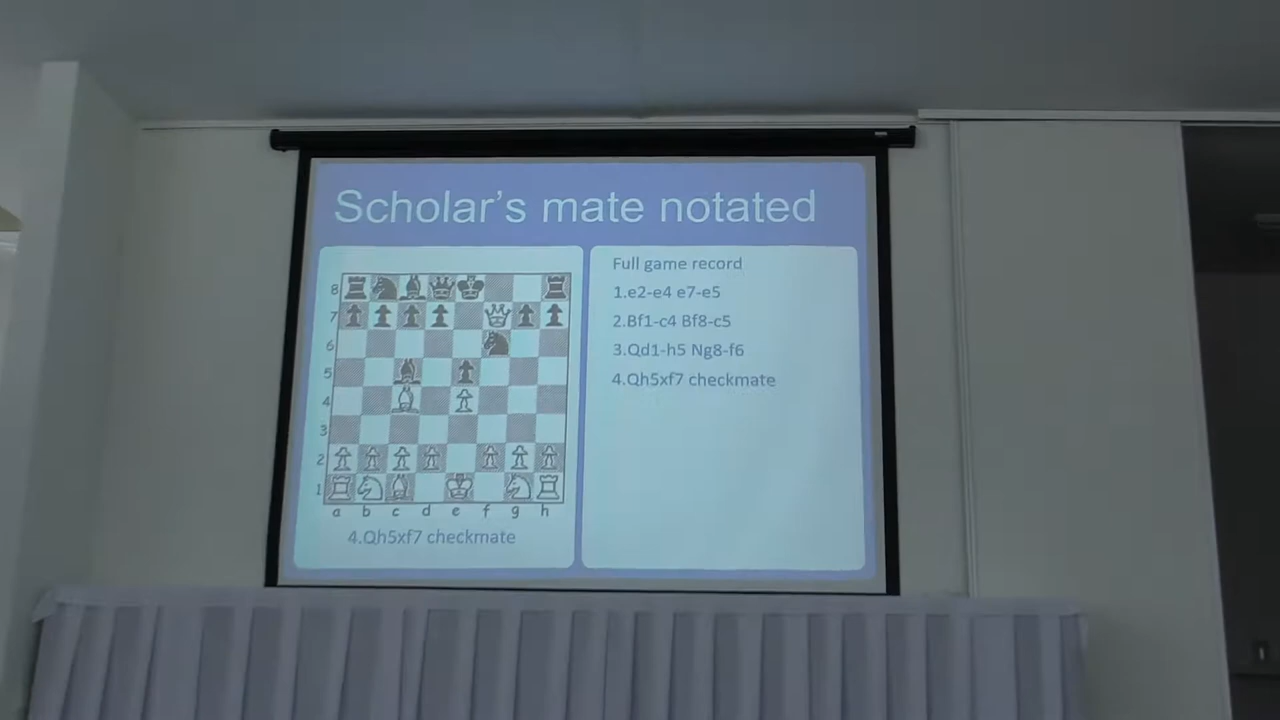 Scholar's mate notated
8
7
6
5
4
3
2
1
a b c d e f g h
4.Qh5xf7 checkmate
Full game record
1.e2-e4 e7-e5
2.Bf1-c4 Bf8-c5
3.Qd1-h5 Ng8-f6
4.Qh5xf7 checkmate